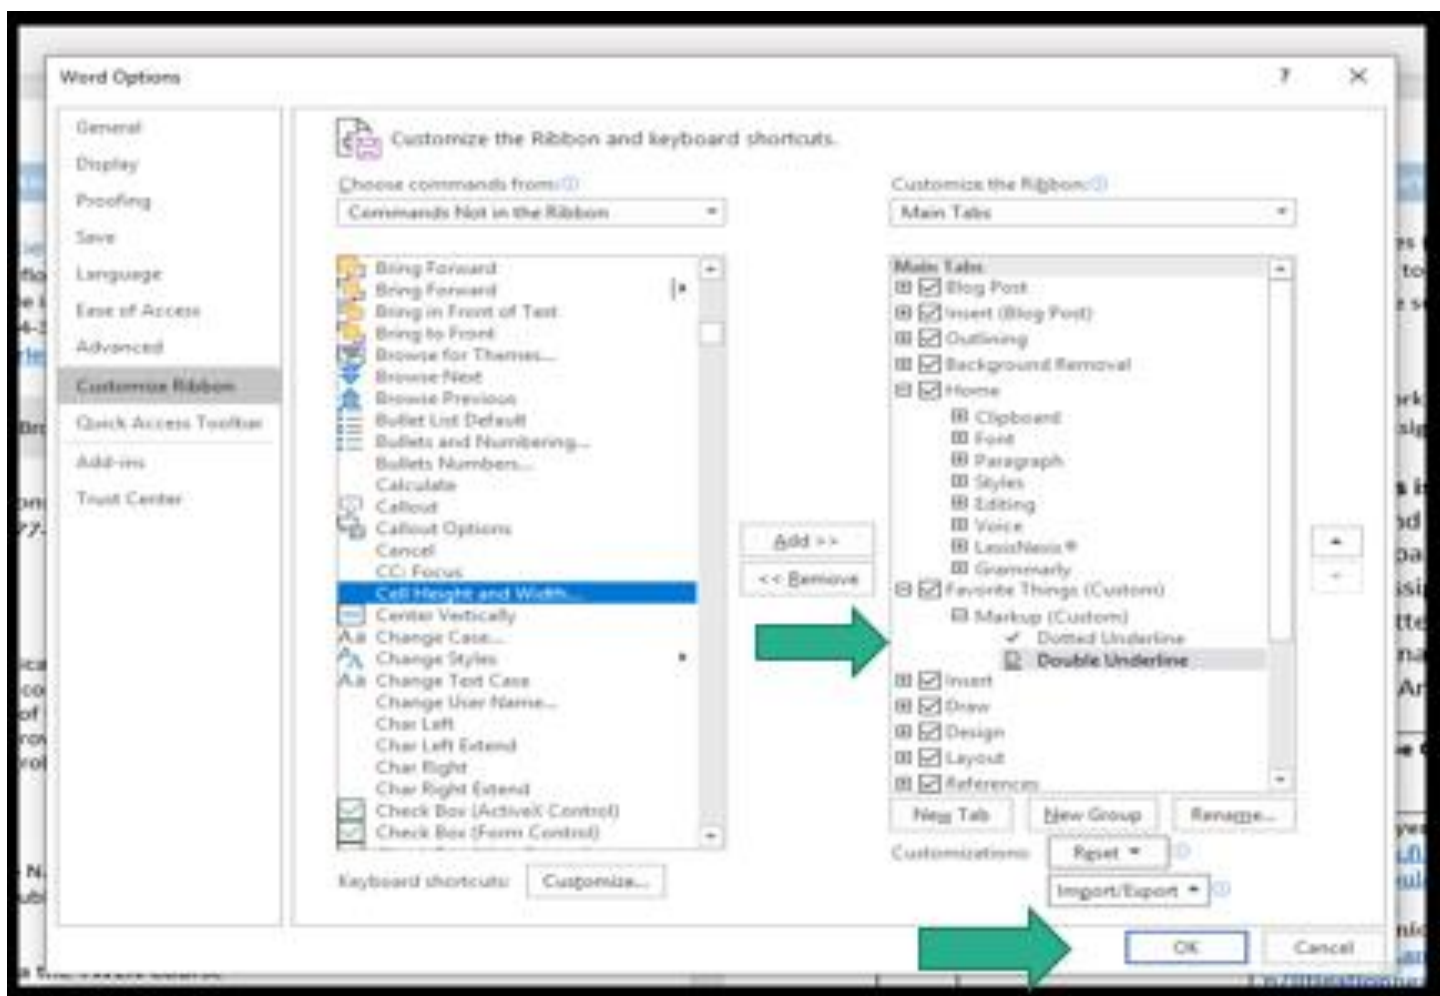 Word Options
?
General
Display
Proofing
Save
Language
Ease of Access
Advanced
Customize Ribbon
Quick Access Toolbar
Add-ins
Trust Center
Customize the Ribbon and keyboard shortcuts.
Choose commands from:
Commands Not in the Ribbon
Bring Forward
Bring Forward
Bring in Front of Text
Bring to Front
Browse for Themes...
Browse Next
Browse Previous
Bullet List Default
Bullets and Numbering...
Bullets Numbers...
Calculate
Callout
Callout Options
Cancel
CC: Focus
Cell Height and Width...
Center Vertically
Change Case...
Change Styles
Change Text Case
Change User Name...
Char Left
Char Left Extend
Char Right
Char Right Extend
Check Box (ActiveX Control)
Check Box (Form Control)
Keyboard shortcuts: Customize...
Add >>
<< Remove
Customize the Ribbon:
Main Tabs
Main Tabs
Blog Post
Insert (Blog Post)
Outlining
Background Removal
Home
Clipboard
Font
Paragraph
Styles
Editing
Voice
LexisNexis®
Grammarly
Favorite Things (Custom)
Markup (Custom)
Dotted Underline
Double Underline
Insert
Draw
Design
Layout
References
New Tab New Group Rename...
Customizations: Reset
Import/Export
OK Cancel